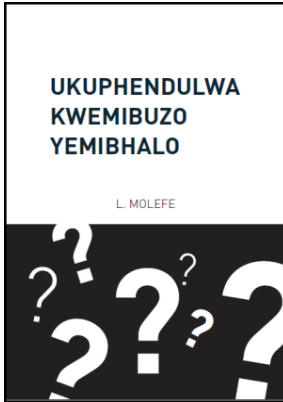 UKUPHENDULWA
KWEMIBUZO
YEMIBHALO
L. MOLEFE
? ? ? ? ? ?